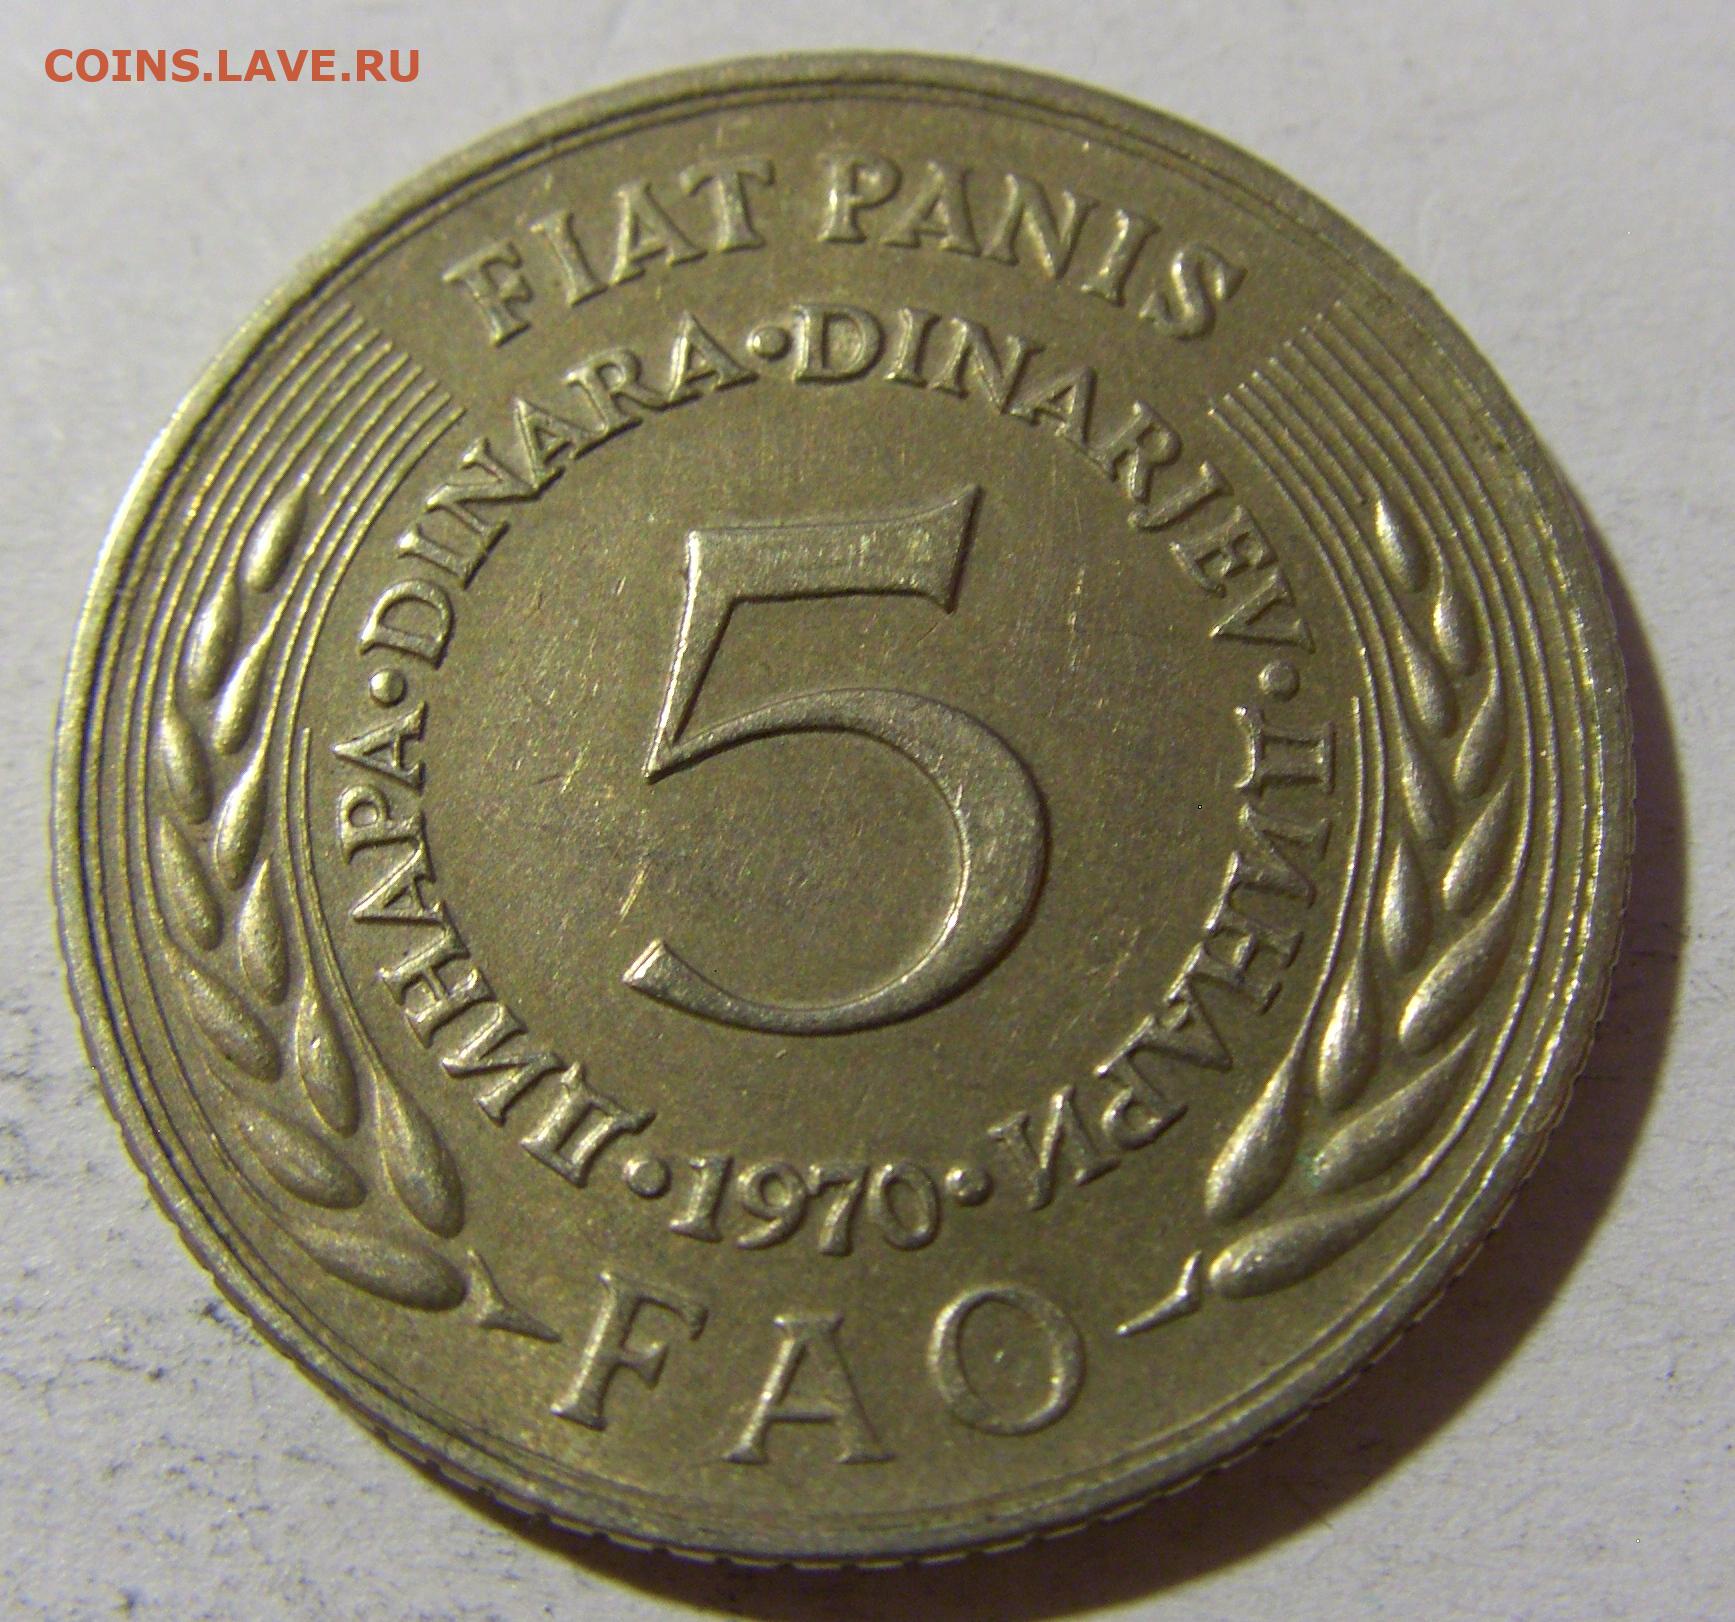 COINS.LAVE.RU
FIAT PANIS
ДИНАРА·DINARA·DINARJEV·ДИНАРИ·1970·
5
FAO